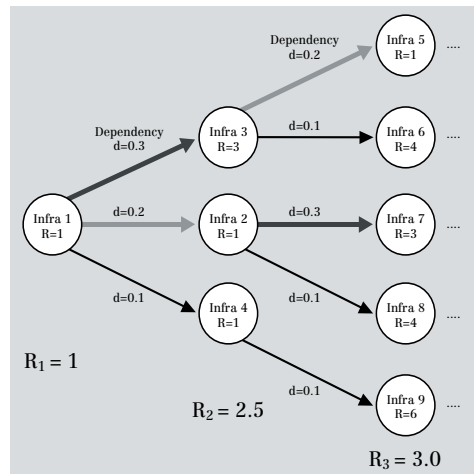 Dependency
d=0.2
Infra 5
R=1
....
Dependency
d=0.3
Infra 3
R=3
d=0.1
Infra 6
R=4
....
Infra 1
R=1
d=0.2
Infra 2
R=1
d=0.3
Infra 7
R=3
....
d=0.1
Infra 4
R=1
d=0.1
Infra 8
R=4
....
d=0.1
Infra 9
R=6
....
R1 = 1
R2 = 2.5
R3 = 3.0